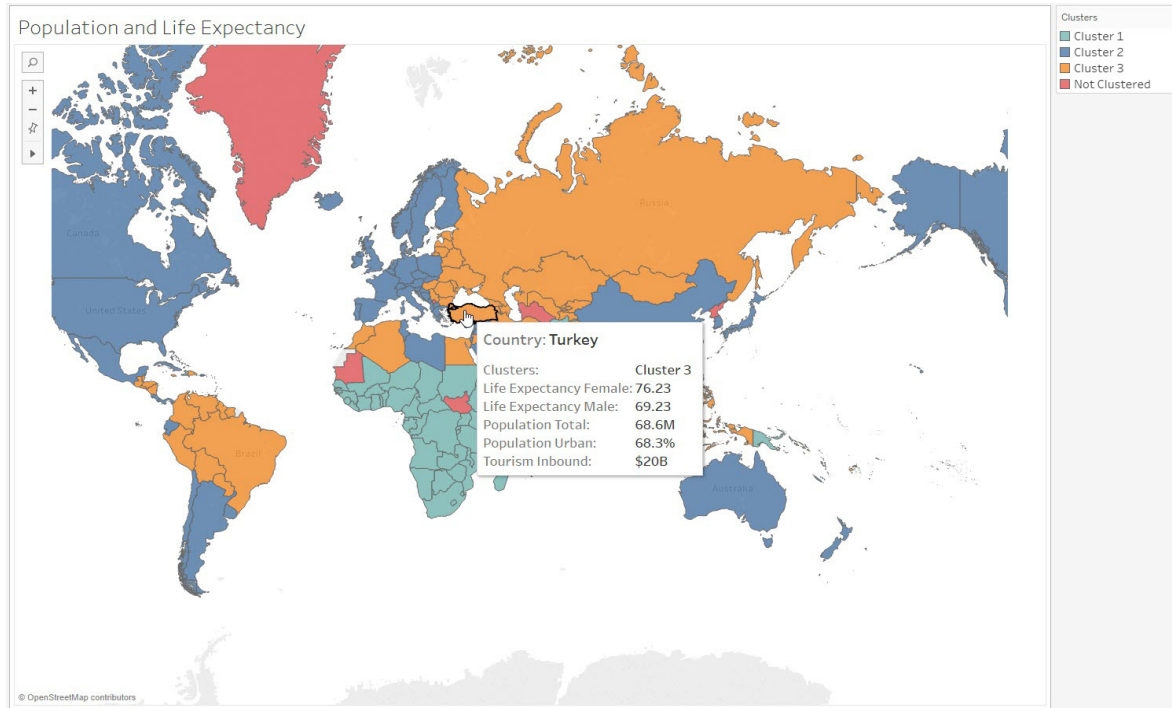 Population and Life Expectancy
Clusters
Cluster 1
Cluster 2
Cluster 3
Not Clustered
Canada
Russia
United States
Country: Turkey
Clusters: Cluster 3
Life Expectancy Female: 76.23
Life Expectancy Male: 69.23
Population Total: 68.6M
Population Urban: 68.3%
Tourism Inbound: $20B
Brazil
Australia
© OpenStreetMap contributors